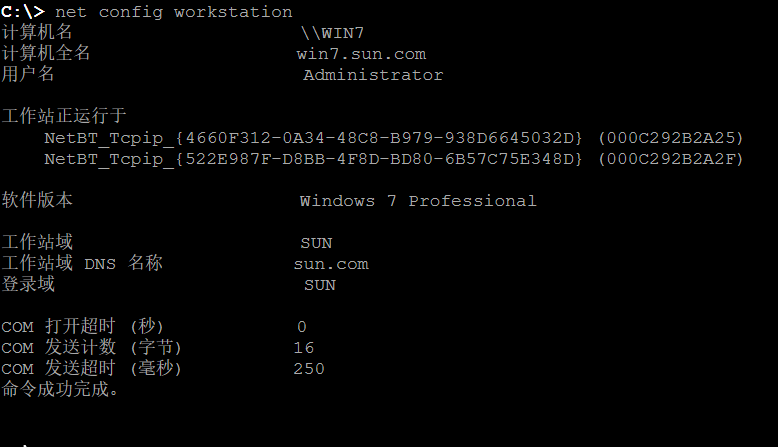 C:\> net config workstation
计算机名                     \\WIN7
计算机全名                   win7.sun.com
用户名                       Administrator
工作站正运行于
    NetBT_Tcpip_{4660F312-0A34-48C8-B979-938D6645032D} (000C292B2A25)
    NetBT_Tcpip_{522E987F-D8BB-4F8D-BD80-6B57C75E348D} (000C292B2A2F)
软件版本                     Windows 7 Professional
工作站域                     SUN
工作站域 DNS 名称            sun.com
登录域                       SUN
COM 打开超时 (秒)            0
COM 发送计数 (字节)          16
COM 发送超时 (毫秒)          250
命令成功完成。